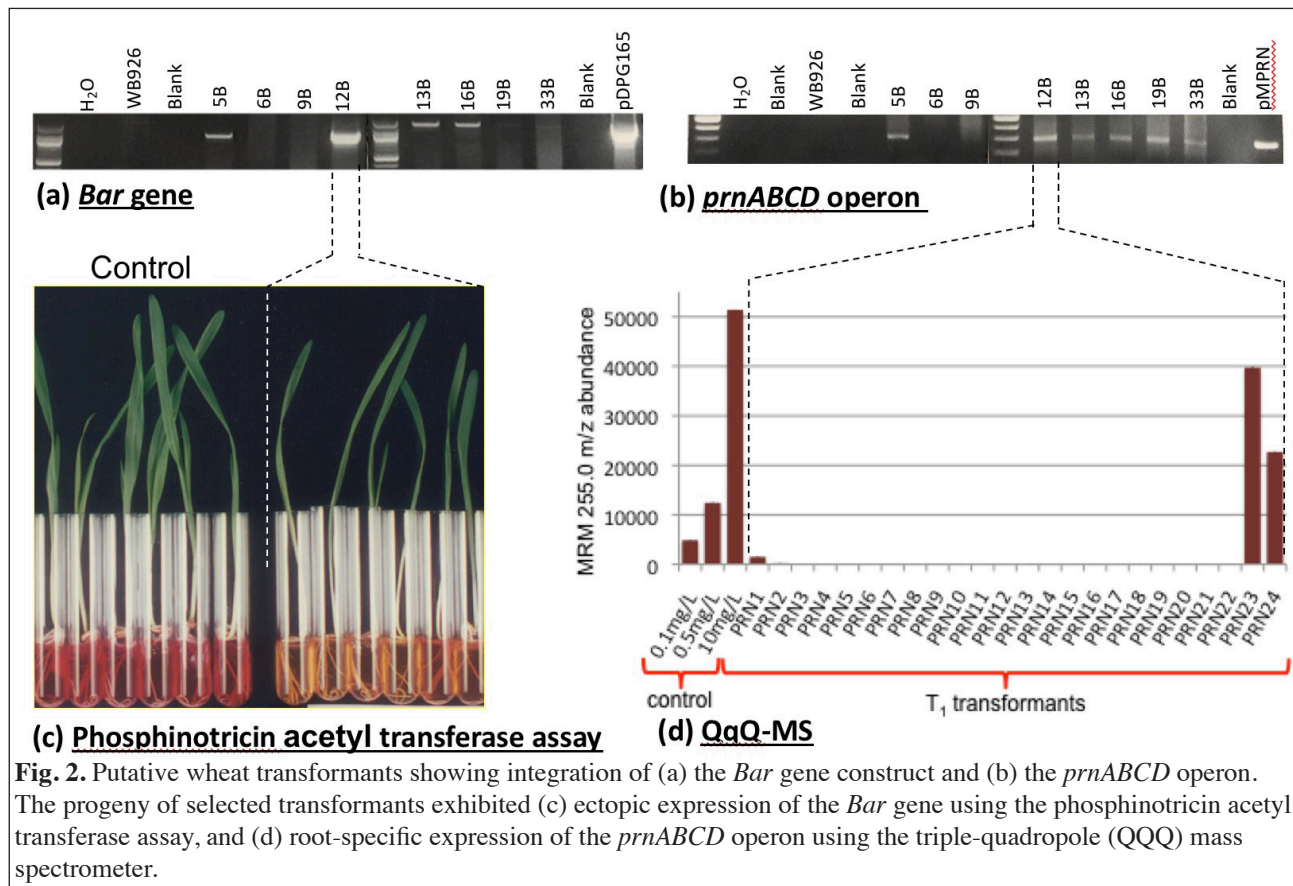 H₂O
WB926
Blank
5B
6B
9B
12B
13B
16B
19B
33B
Blank
pDPG165
(a) Bar gene
H₂O
Blank
WB926
Blank
5B
6B
9B
12B
13B
16B
19B
33B
Blank
pMPRN
(b) prnABCD operon
Control
(c) Phosphinotricin acetyl transferase assay
MRM 255.0 m/z abundance
50000
40000
30000
20000
10000
0
0.1mg/L
0.5mg/L
10mg/L
PRN1
PRN2
PRN3
PRN4
PRN5
PRN6
PRN7
PRN8
PRN9
PRN10
PRN11
PRN12
PRN13
PRN14
PRN15
PRN16
PRN17
PRN18
PRN19
PRN20
PRN21
PRN22
PRN23
PRN24
control
T₁ transformants
(d) QqQ-MS
Fig. 2. Putative wheat transformants showing integration of (a) the Bar gene construct and (b) the prnABCD operon.
The progeny of selected transformants exhibited (c) ectopic expression of the Bar gene using the phosphinotricin acetyl
transferase assay, and (d) root-specific expression of the prnABCD operon using the triple-quadropole (QQQ) mass
spectrometer.